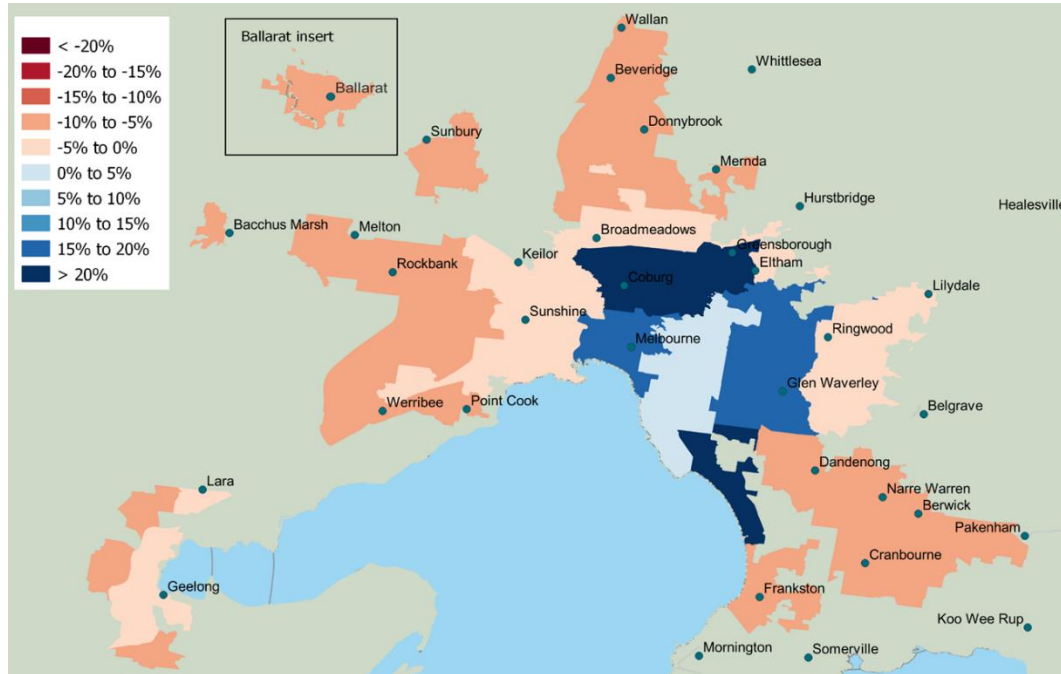 < -20%
-20% to -15%
-15% to -10%
-10% to -5%
-5% to 0%
0% to 5%
5% to 10%
10% to 15%
15% to 20%
> 20%
Ballarat insert
Ballarat
Wallan
Whittlesea
Beveridge
Donnybrook
Sunbury
Mernda
Hurstbridge
Healesville
Bacchus Marsh
Melton
Broadmeadows
Greensborough
Keilor
Eltham
Rockbank
Coburg
Lilydale
Sunshine
Melbourne
Ringwood
Glen Waverley
Werribee
Point Cook
Belgrave
Dandenong
Lara
Narre Warren
Berwick
Pakenham
Cranbourne
Geelong
Frankston
Koo Wee Rup
Mornington
Somerville